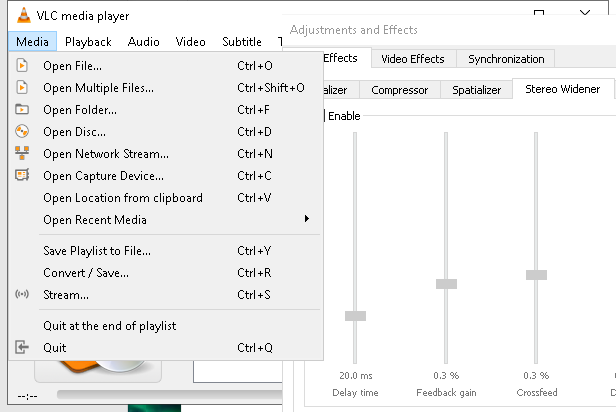 VLC media player
Media Playback Audio Video Subtitle
Adjustments and Effects
Effects Video Effects Synchronization
Compressor Spatializer Stereo Widener
Enable
Open File... Ctrl+O
Open Multiple Files... Ctrl+Shift+O
Open Folder... Ctrl+F
Open Disc... Ctrl+D
Open Network Stream... Ctrl+N
Open Capture Device... Ctrl+C
Open Location from clipboard Ctrl+V
Open Recent Media
Save Playlist to File... Ctrl+Y
Convert / Save... Ctrl+R
Stream... Ctrl+S
Quit at the end of playlist
Quit Ctrl+Q
--:--
20.0 ms 0.3 % 0.3 %
Delay time Feedback gain Crossfeed